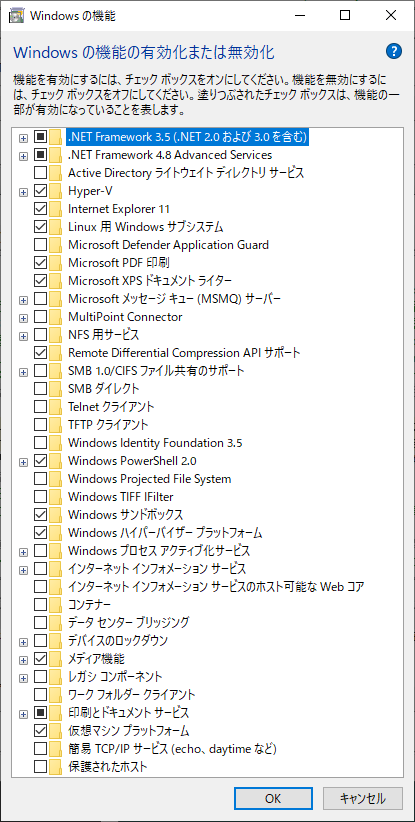 Windows の機能
Windows の機能の有効化または無効化
?
機能を有効にするには、チェック ボックスをオンにしてください。機能を無効にするに
は、チェック ボックスをオフにしてください。塗りつぶされたチェック ボックスは、機能の一
部が有効になっていることを表します。
.NET Framework 3.5 (.NET 2.0 および 3.0 を含む)
.NET Framework 4.8 Advanced Services
Active Directory ライトウェイト ディレクトリ サービス
Hyper-V
Internet Explorer 11
Linux 用 Windows サブシステム
Microsoft Defender Application Guard
Microsoft PDF 印刷
Microsoft XPS ドキュメント ライター
Microsoft メッセージ キュー (MSMQ) サーバー
MultiPoint Connector
NFS 用サービス
Remote Differential Compression API サポート
SMB 1.0/CIFS ファイル共有のサポート
SMB ダイレクト
Telnet クライアント
TFTP クライアント
Windows Identity Foundation 3.5
Windows PowerShell 2.0
Windows Projected File System
Windows TIFF IFilter
Windows サンドボックス
Windows ハイパーバイザー プラットフォーム
Windows プロセス アクティブ化サービス
インターネット インフォメーション サービス
インターネット インフォメーション サービスのホスト可能な Web コア
コンテナー
データ センター ブリッジング
デバイスのロックダウン
メディア機能
レガシ コンポーネント
ワーク フォルダー クライアント
印刷とドキュメント サービス
仮想マシン プラットフォーム
簡易 TCP/IP サービス (echo、daytime など)
保護されたホスト
OK
キャンセル